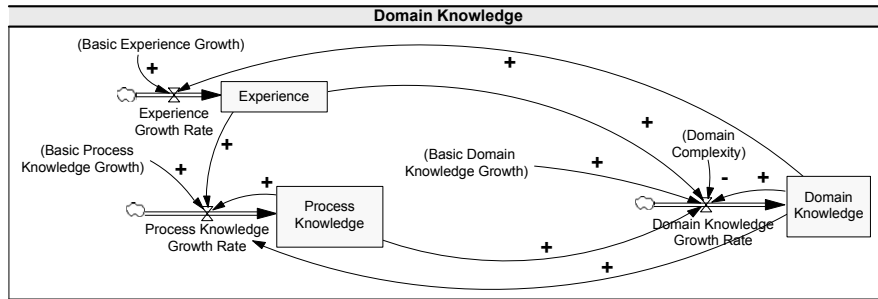 Domain Knowledge
(Basic Experience Growth)
+
+
Experience
Experience
Growth Rate
+
(Domain
Complexity)
(Basic Process
Knowledge Growth)
+
+
(Basic Domain
Knowledge Growth)
+
-
+
+
Process
Knowledge
Domain
Knowledge
Process Knowledge
Growth Rate
Domain Knowledge
Growth Rate
+
+